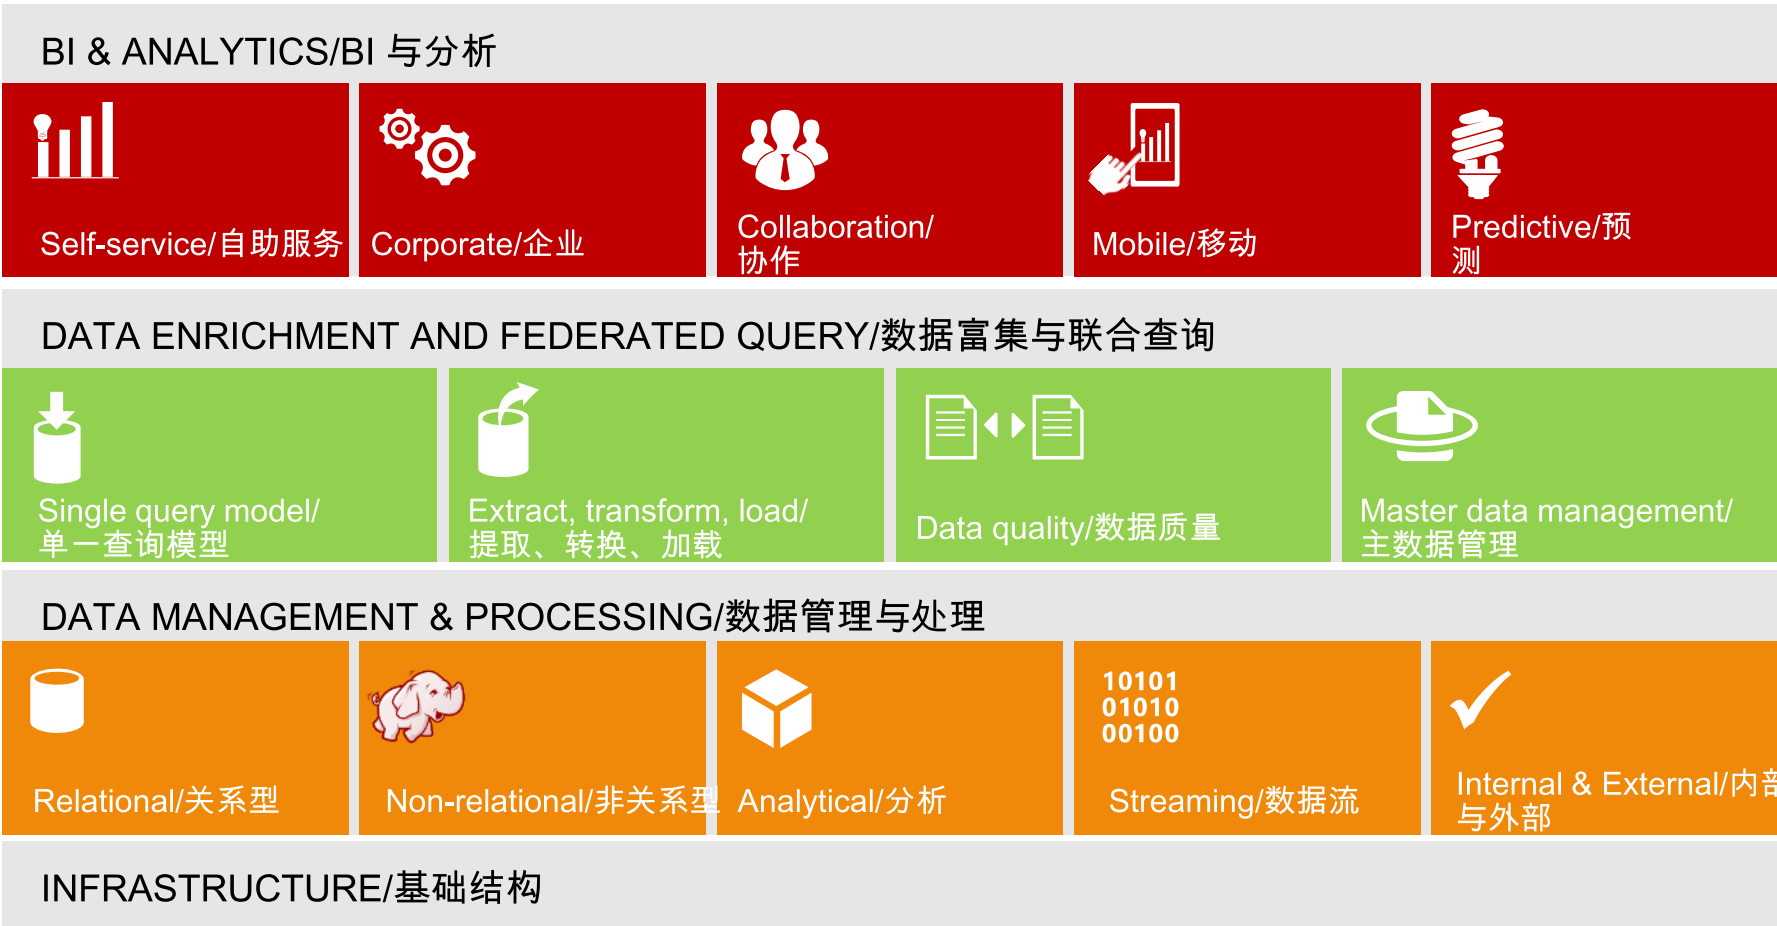 BI & ANALYTICS/BI 与分析
Self-service/自助服务
Corporate/企业
Collaboration/
协作
Mobile/移动
Predictive/预
测
DATA ENRICHMENT AND FEDERATED QUERY/数据富集与联合查询
Single query model/
单一查询模型
Extract, transform, load/
提取、转换、加载
Data quality/数据质量
Master data management/
主数据管理
DATA MANAGEMENT & PROCESSING/数据管理与处理
Relational/关系型
Non-relational/非关系型
Analytical/分析
10101
01010
00100
Streaming/数据流
Internal & External/内部
与外部
INFRASTRUCTURE/基础结构